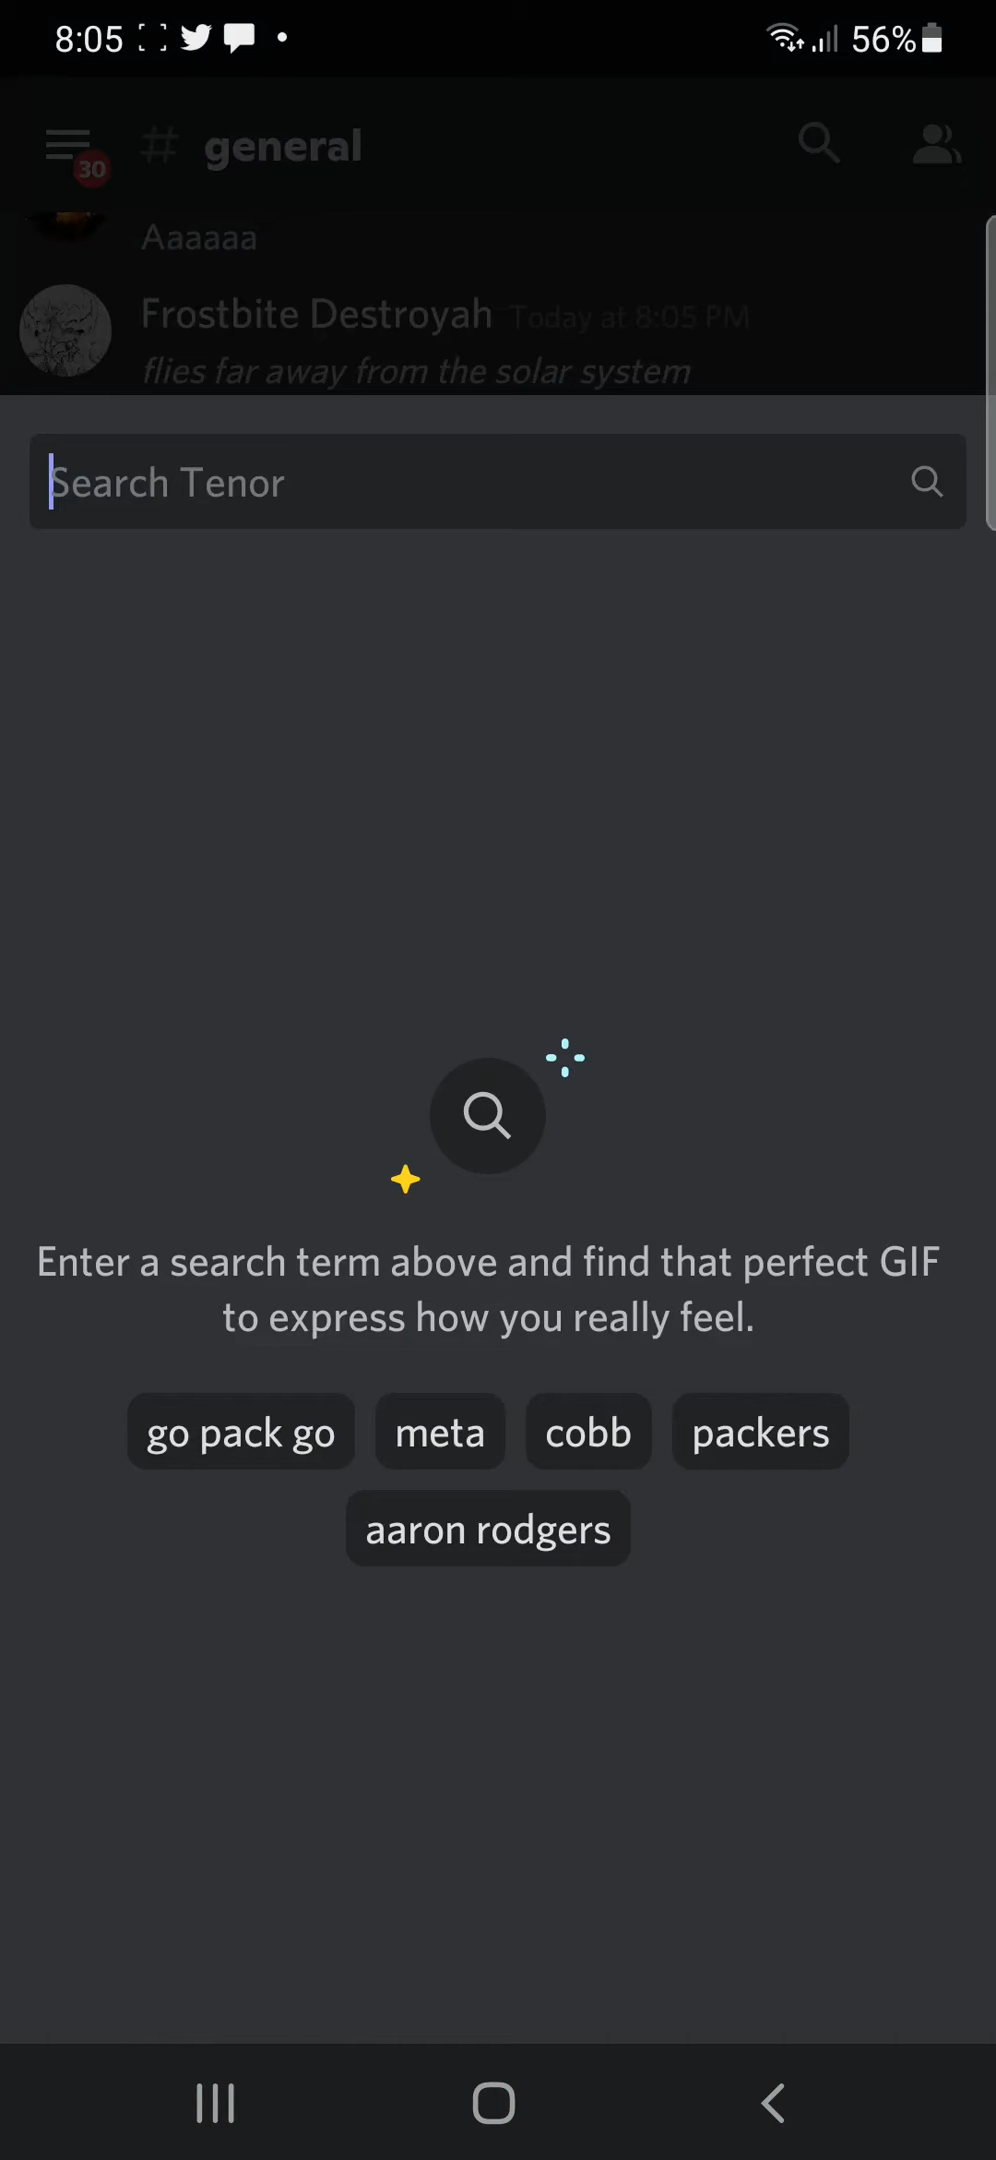 8:05 56%
30 # general
Aaaaaa
Frostbite Destroyah Today at 8:05 PM
flies far away from the solar system
Search Tenor
Enter a search term above and find that perfect GIF
to express how you really feel.
go pack go meta cobb packers
aaron rodgers